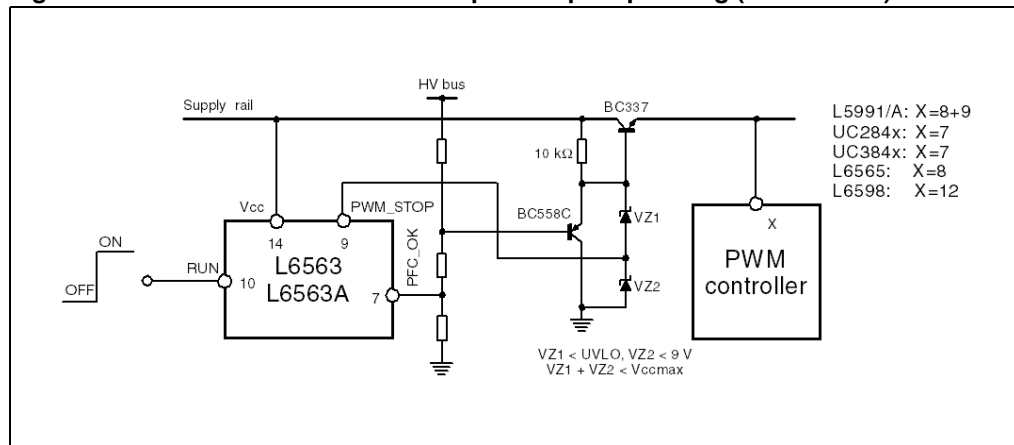 HV bus
Supply rail
BC337
L5991/A: X=8+9
UC284x: X=7
UC384x: X=7
L6565: X=8
L6598: X=12
10 kΩ
Vcc
PWM_STOP
BC558C
VZ1
X
14
9
PFC_OK
ON
OFF
RUN
10
L6563
L6563A
7
VZ2
PWM
controller
VZ1 < UVLO, VZ2 < 9 V
VZ1 + VZ2 < Vccmax